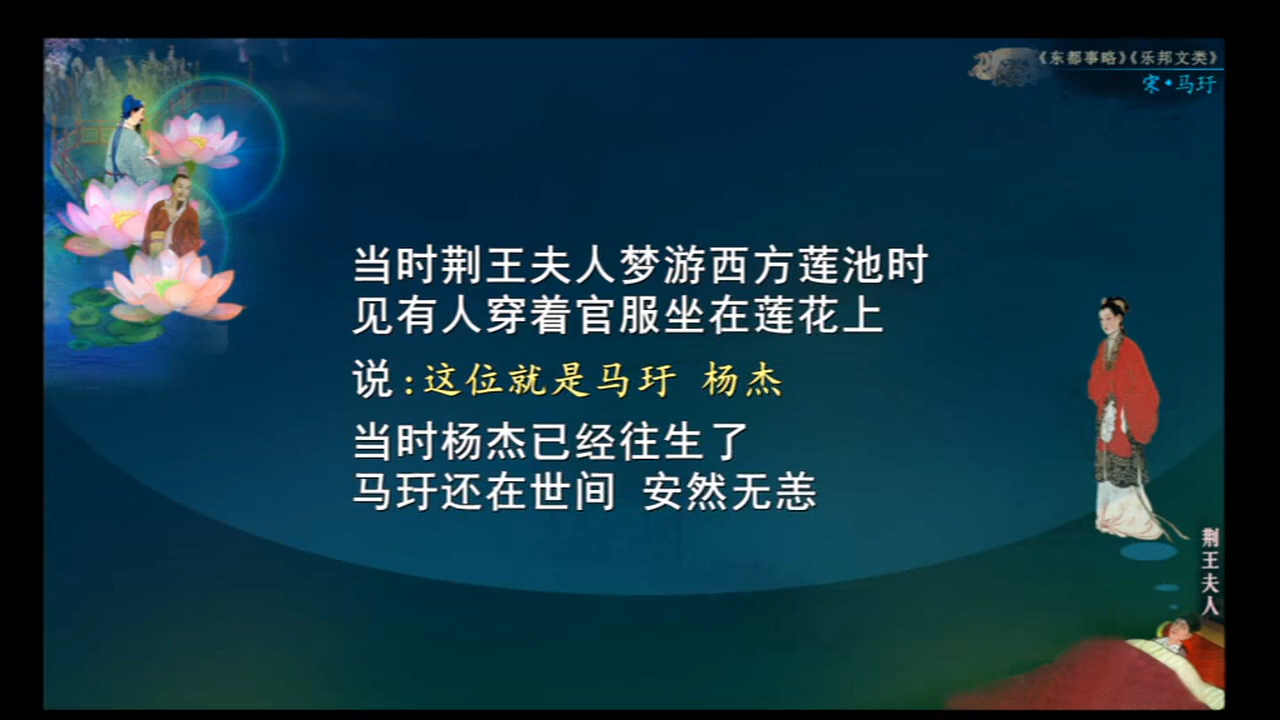 《东都事略》《乐邦文类》
宋•马玗
当时荆王夫人梦游西方莲池时
见有人穿着官服坐在莲花上
说:这位就是马玗 杨杰
当时杨杰已经往生了
马玗还在世间 安然无恙
荆王夫人